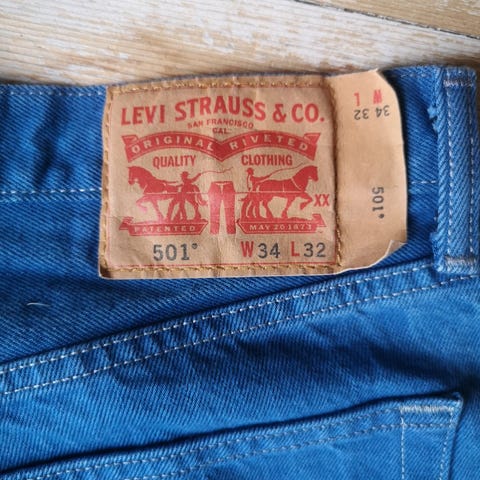 LEVI STRAUSS & CO.
SAN FRANCISCO
CAL
ORIGINAL RIVETED
QUALITY CLOTHING
XX
PATENTED MAY 20 1873
501® W34 L32
W L
34 32
501®